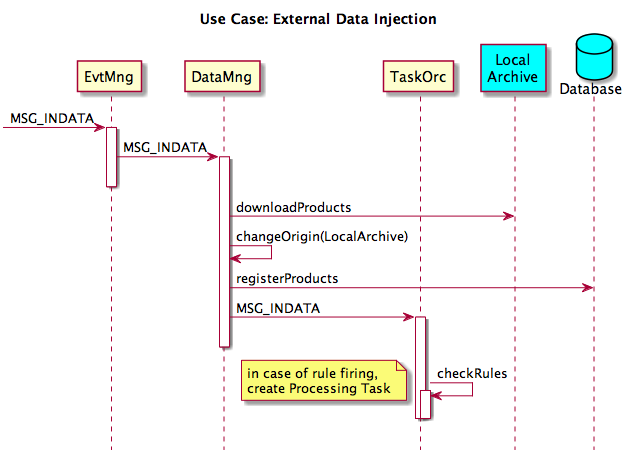 Use Case: External Data Injection
EvtMng
DataMng
TaskOrc
Local
Archive
Database
MSG_INDATA
MSG_INDATA
downloadProducts
changeOrigin(LocalArchive)
registerProducts
MSG_INDATA
in case of rule firing,
create Processing Task
checkRules